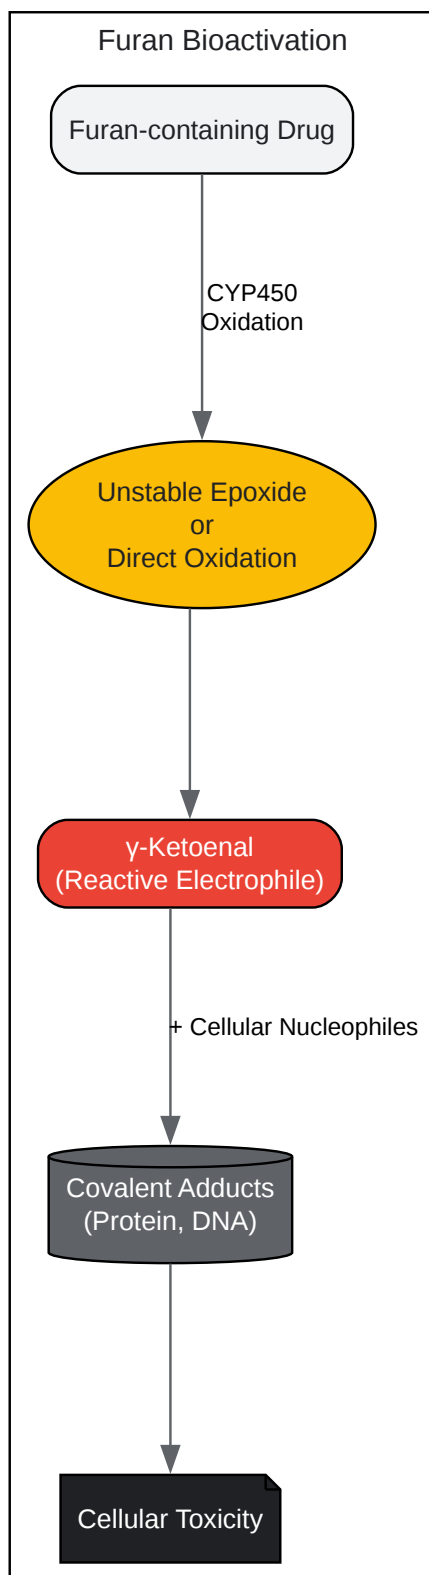 Furan Bioactivation
Furan-containing Drug
CYP450
Oxidation
Unstable Epoxide
or
Direct Oxidation
γ-Ketoenal
(Reactive Electrophile)
+ Cellular Nucleophiles
Covalent Adducts
(Protein, DNA)
Cellular Toxicity